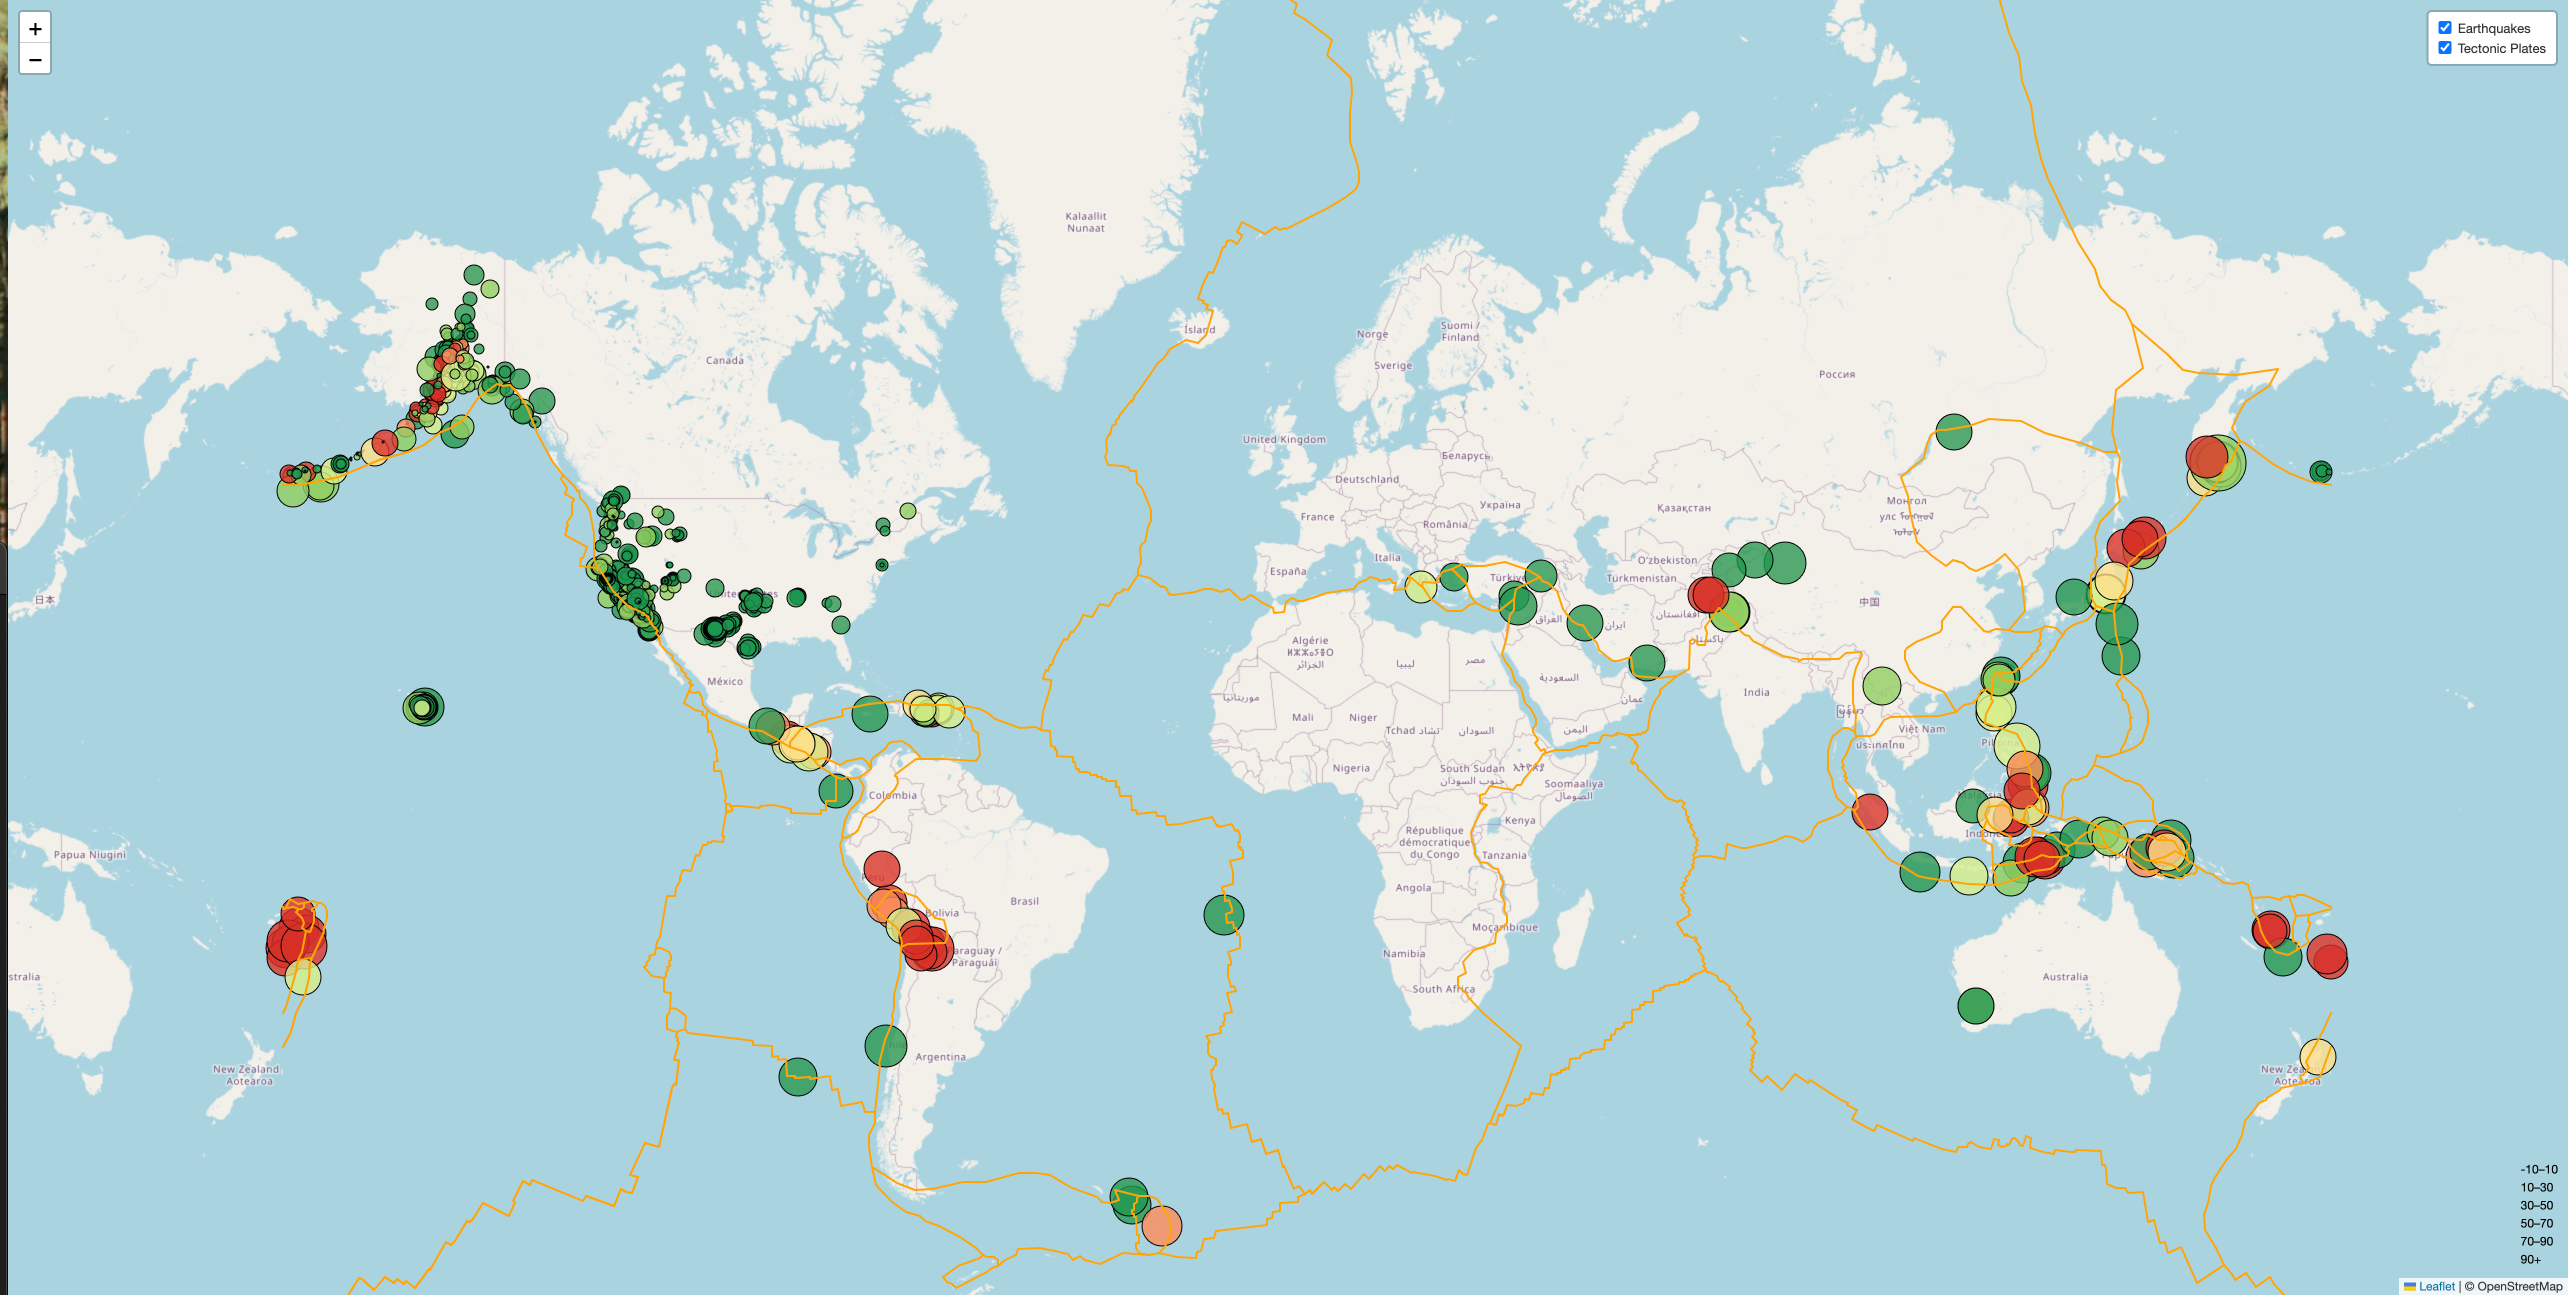 +
−
Earthquakes
Tectonic Plates
Kalaallit
Nunaat
Ísland
Norge
Suomi /
Finland
Sverige
Canada
Россия
United Kingdom
Беларусь
Deutschland
Україна
Қазақстан
Монгол
улс
France
România
Italia
O'zbekiston
España
Türkiye
Türkmenistan
日本
中国
افغانستان
العراق
ايران
Algérie
ⵍⵣⵣⴰⵢⴻⵔ
الجزائر
ليبيا
مصر
پاکستان
México
السعودية
India
موريتانيا
عمان
Mali
Niger
Tchad تشاد
السودان
اليمن
Việt Nam
ประเทศไทย
Nigeria
South Sudan
جنوب السودان
Soomaaliya
الصومال
Colombia
Kenya
République
démocratique
du Congo
Tanzania
Papua Niugini
Perú
Angola
Brasil
Bolivia
Moçambique
Namibia
araguay /
Paraguái
stralia
Australia
South Africa
Chile
Argentina
New Zealand
Aotearoa
New Zea
Aotearoa
-10–10
10–30
30–50
50–70
70–90
90+
Leaflet | © OpenStreetMap